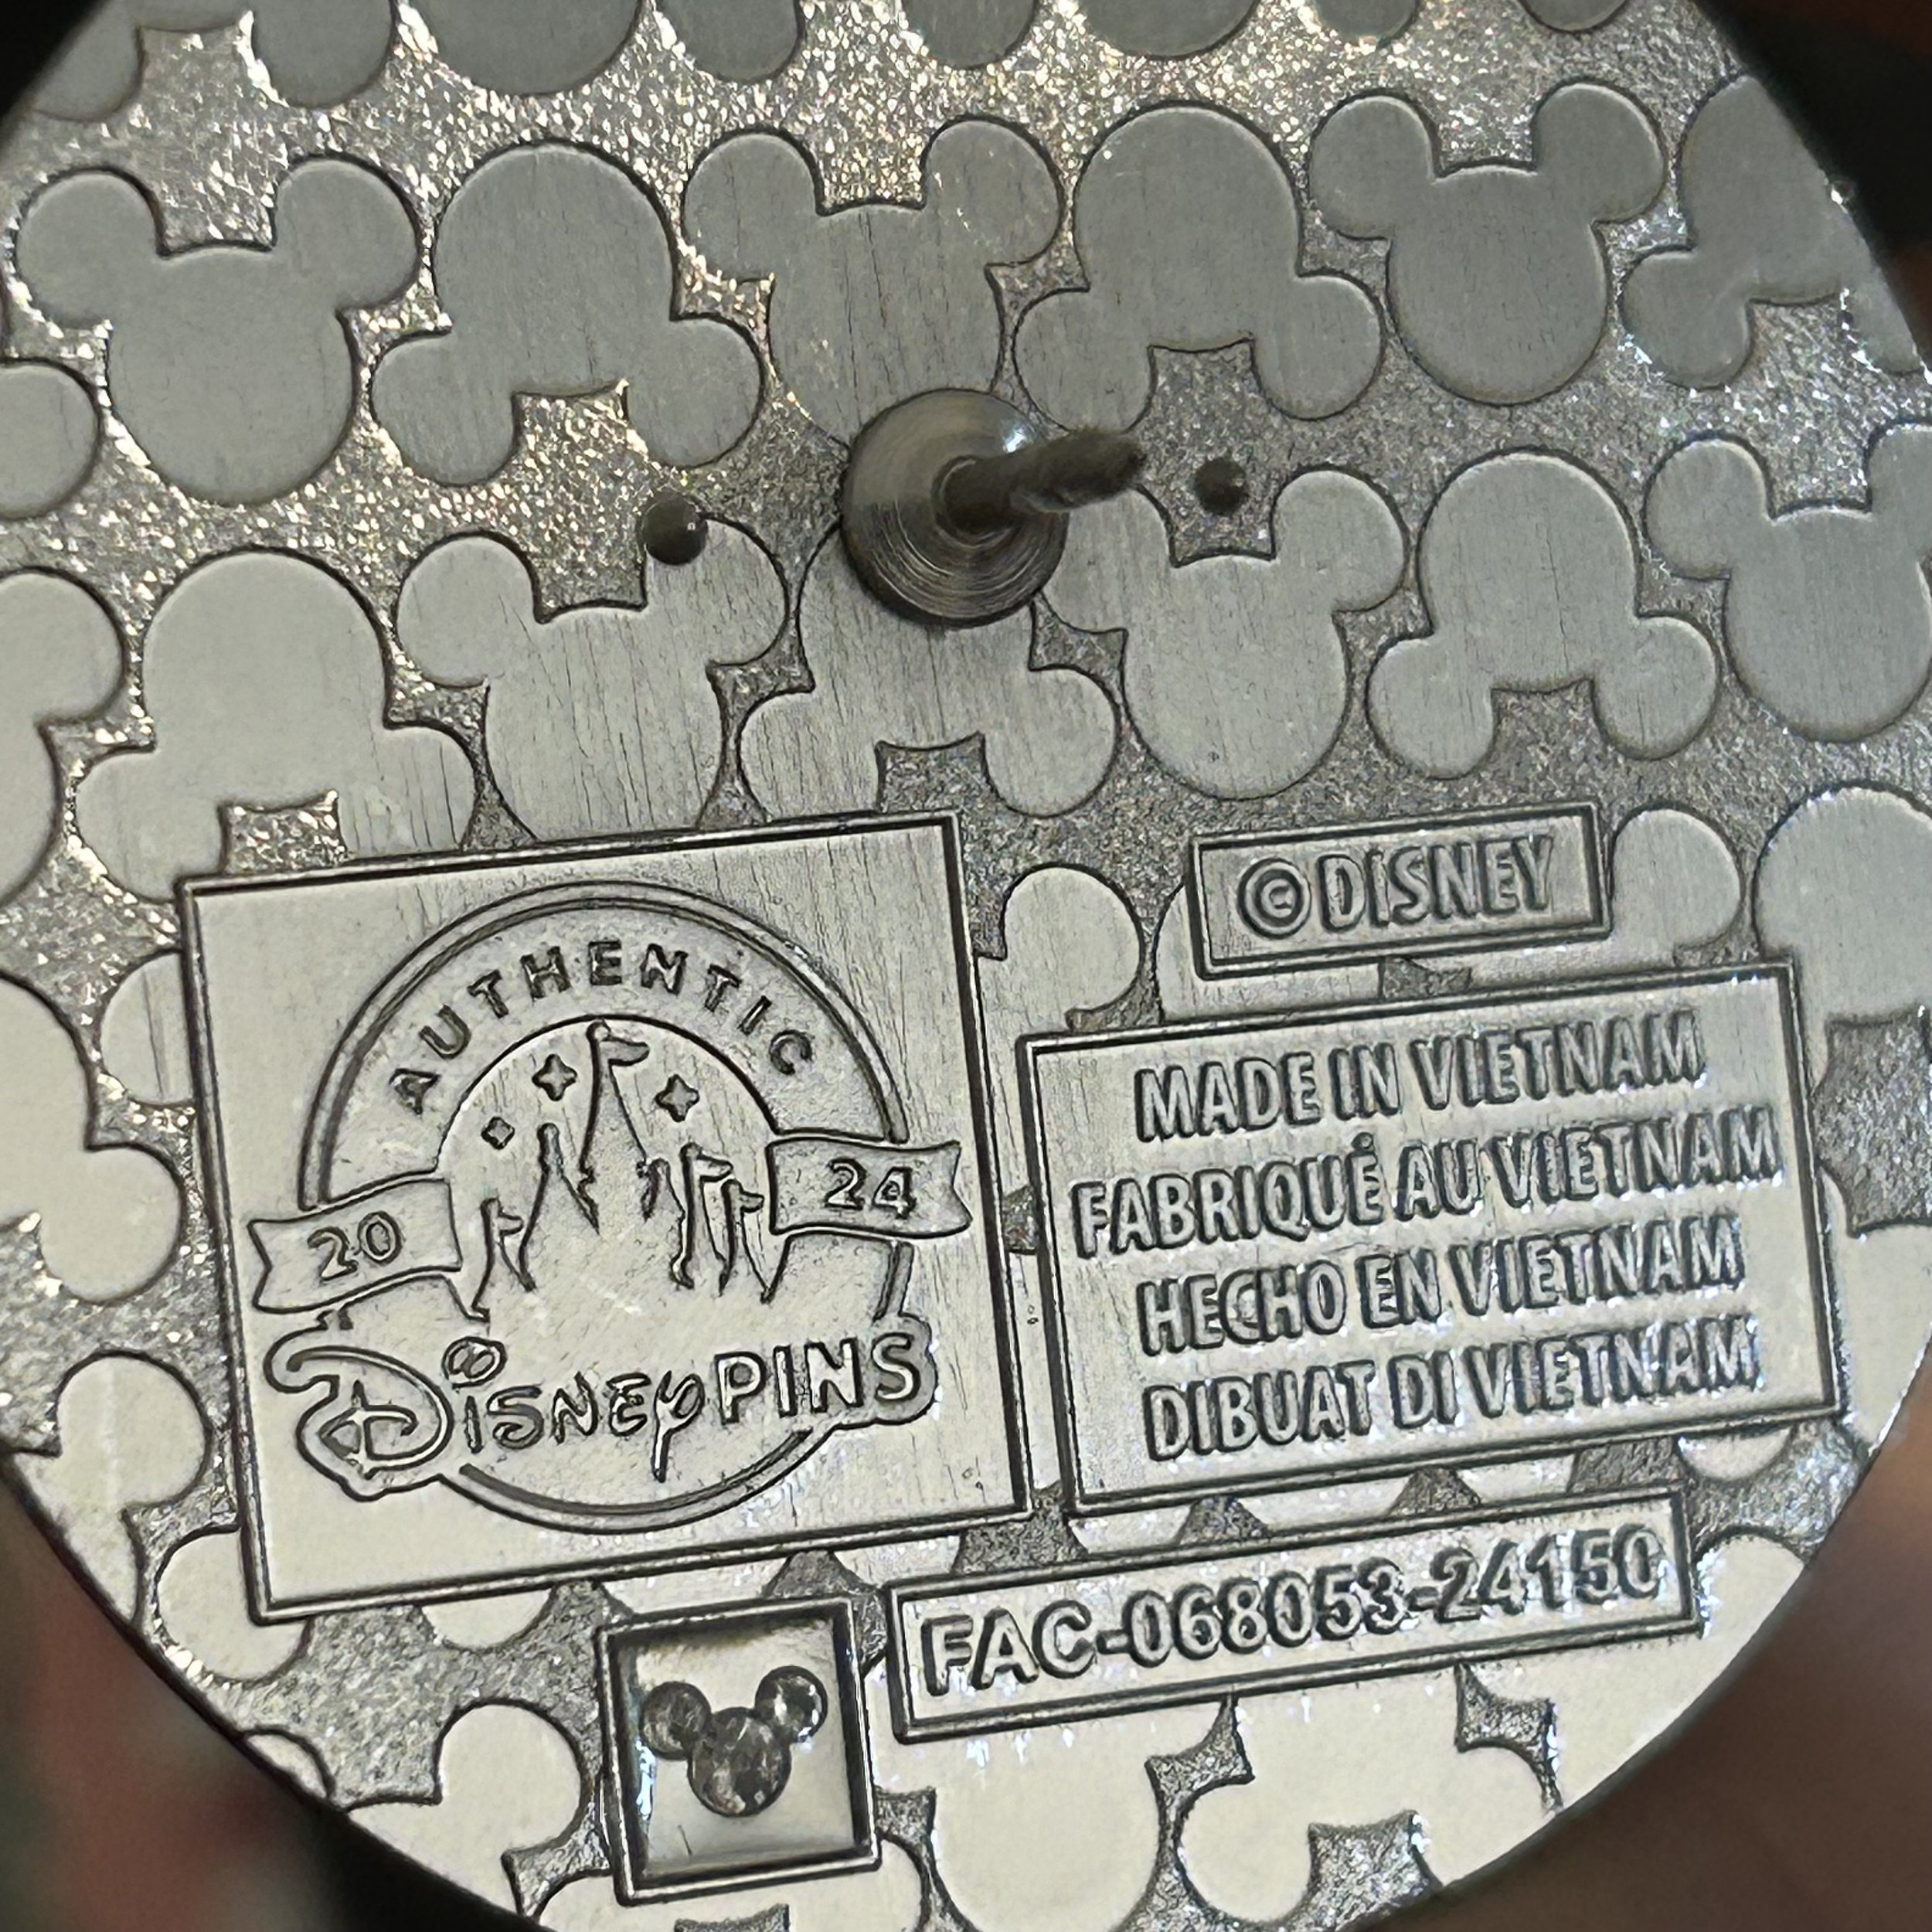 AUTHENTIC
20 24
Disney PINS
© DISNEY
MADE IN VIETNAM
FABRIQUÉ AU VIETNAM
HECHO EN VIETNAM
DIBUAT DI VIETNAM
FAC-068053-24150